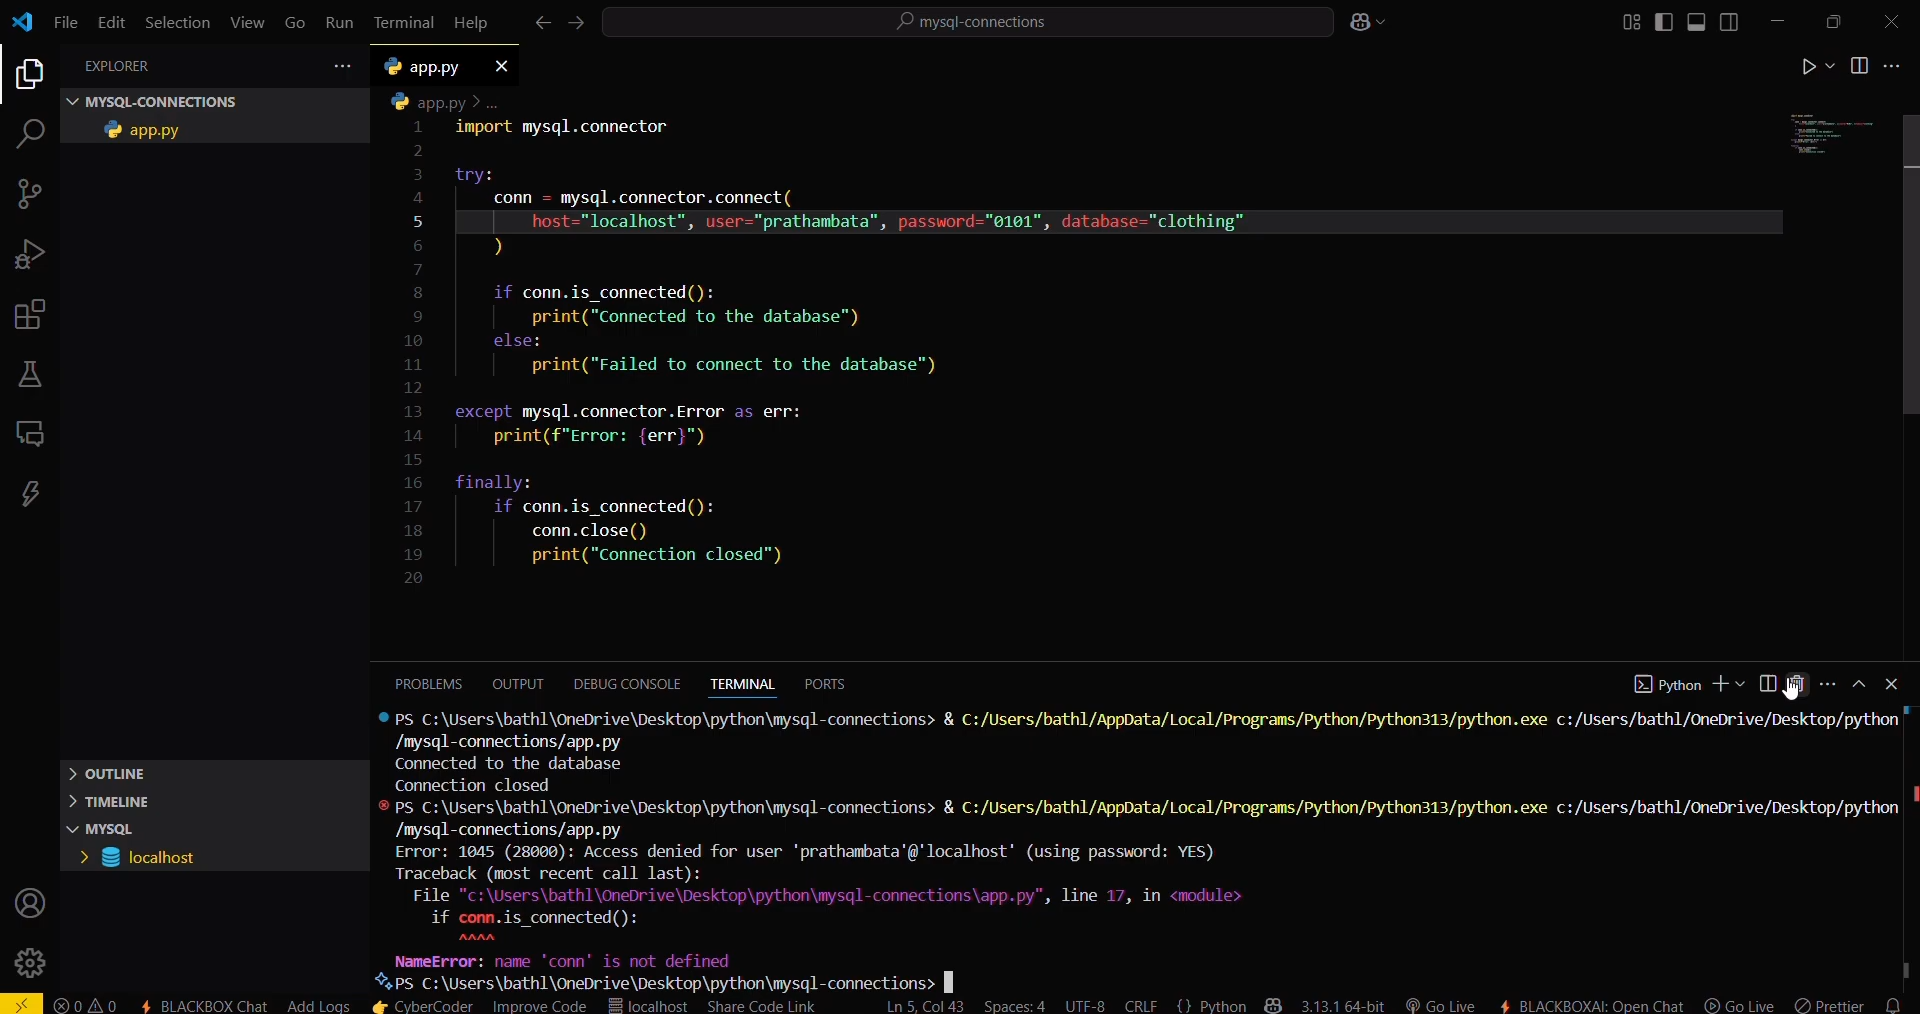 File Edit Selection View Go Run Terminal Help
mysql-connections
EXPLORER
MYSQL-CONNECTIONS
app.py
OUTLINE
TIMELINE
MYSQL
localhost
app.py
app.py > ...
1 import mysql.connector
2
3 try:
4 conn = mysql.connector.connect(
5 host="localhost", user="prathambata", password="0101", database="clothing"
6 )
7
8 if conn.is_connected():
9 print("Connected to the database")
10 else:
11 print("Failed to connect to the database")
12
13 except mysql.connector.Error as err:
14 print(f"Error: {err}")
15
16 finally:
17 if conn.is_connected():
18 conn.close()
19 print("Connection closed")
20
PROBLEMS OUTPUT DEBUG CONSOLE TERMINAL PORTS
Python
PS C:\Users\bathl\OneDrive\Desktop\python\mysql-connections> & C:/Users/bathl/AppData/Local/Programs/Python/Python313/python.exe c:/Users/bathl/OneDrive/Desktop/python
/mysql-connections/app.py
Connected to the database
Connection closed
PS C:\Users\bathl\OneDrive\Desktop\python\mysql-connections> & C:/Users/bathl/AppData/Local/Programs/Python/Python313/python.exe c:/Users/bathl/OneDrive/Desktop/python
/mysql-connections/app.py
Error: 1045 (28000): Access denied for user 'prathambata'@'localhost' (using password: YES)
Traceback (most recent call last):
File "c:\Users\bathl\OneDrive\Desktop\python\mysql-connections\app.py", line 17, in <module>
if conn.is_connected():
^^^^
NameError: name 'conn' is not defined
PS C:\Users\bathl\OneDrive\Desktop\python\mysql-connections>
0 0 BLACKBOX Chat Add Logs CyberCoder Improve Code localhost Share Code Link Ln 5, Col 43 Spaces: 4 UTF-8 CRLF {} Python 3.13.1 64-bit Go Live BLACKBOXAI: Open Chat Go Live Prettier